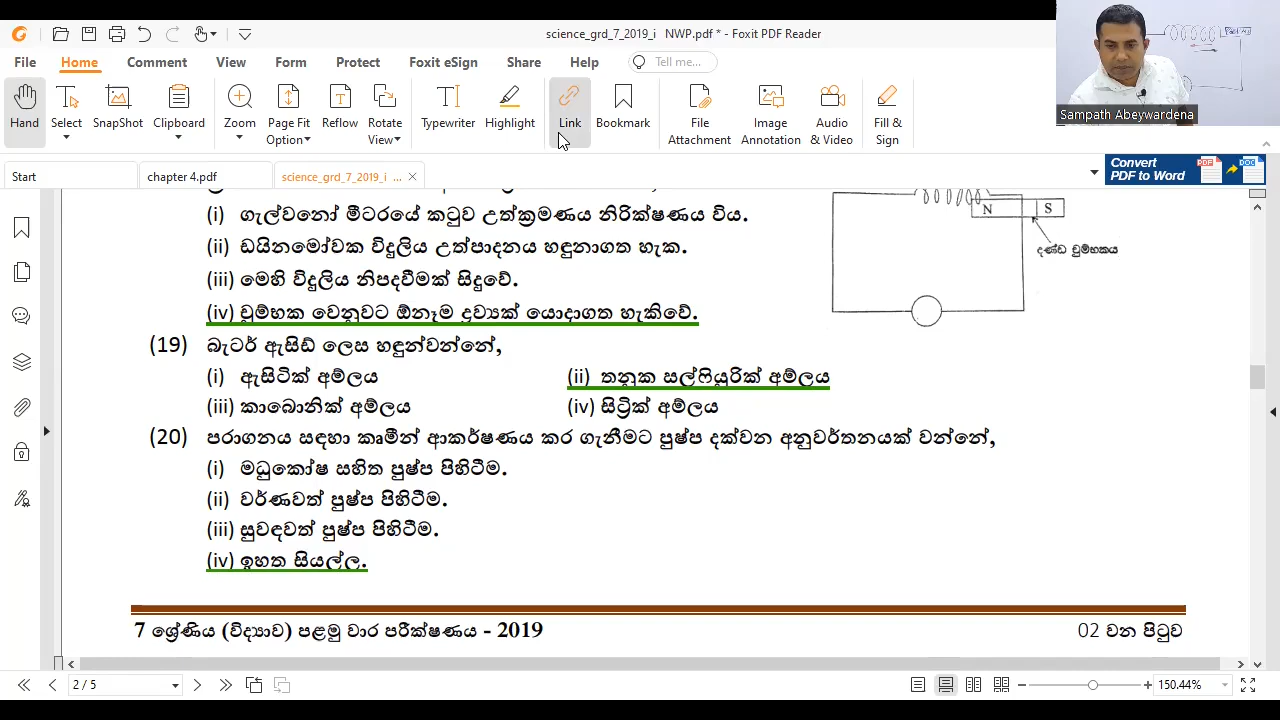 science_grd_7_2019_i NWP.pdf * - Foxit PDF Reader
File Home Comment View Form Protect Foxit eSign Share Help Tell me...
Hand Select SnapShot Clipboard Zoom Page Fit Option Reflow Rotate View Typewriter Highlight Link Bookmark File Attachment Image Annotation Audio & Video Fill & Sign
Sampath Abeywardena
Start chapter 4.pdf science_grd_7_2019_i ...
Convert PDF to Word
PDF DOC
(i) ගැල්වනෝ මීටරයේ කටුව උත්ක්‍රමණය නිරීක්ෂණය විය.
(ii) ඩයිනමෝවක විදුලිය උත්පාදනය හඳුනාගත හැක.
(iii) මෙහි විදුලිය නිපදවීමක් සිදුවේ.
(iv) චුම්භක වෙනුවට ඕනෑම ද්‍රව්‍යක් යොදාගත හැකිවේ.
N S
දණ්ඩ චුම්භකය
(19) බැටරි ඇසිඩ් ලෙස හඳුන්වන්නේ,
(i) ඇසිටික් අම්ලය (ii) තනුක සල්ෆියුරික් අම්ලය
(iii) කාබොනික් අම්ලය (iv) සිට්‍රික් අම්ලය
(20) පරාගනය සඳහා කෘමීන් ආකර්ෂණය කර ගැනීමට පුෂ්ප දක්වන අනුවර්තනයක් වන්නේ,
(i) මධුකෝෂ සහිත පුෂ්ප පිහිටීම.
(ii) වර්ණවත් පුෂ්ප පිහිටීම.
(iii) සුවඳවත් පුෂ්ප පිහිටීම.
(iv) ඉහත සියල්ල.
7 ශ්‍රේණිය (විද්‍යාව) පළමු වාර පරීක්ෂණය - 2019 02 වන පිටුව
2 / 5 150.44%